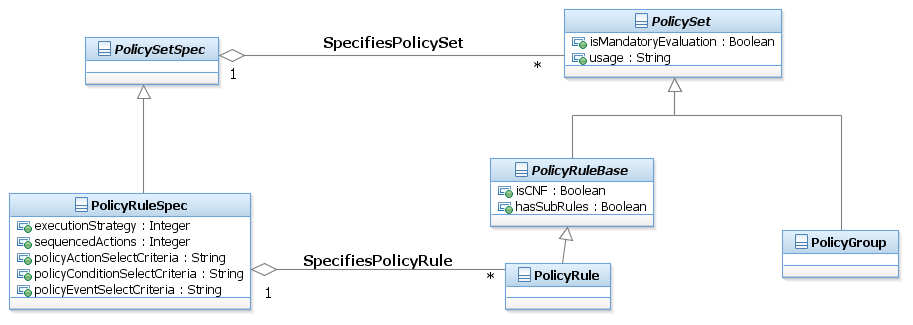 PolicySetSpec
1
SpecifiesPolicySet
*
PolicySet
isMandatoryEvaluation : Boolean
usage : String
PolicyRuleBase
isCNF : Boolean
hasSubRules : Boolean
PolicyRuleSpec
executionStrategy : Integer
sequencedActions : Integer
policyActionSelectCriteria : String
policyConditionSelectCriteria : String
policyEventSelectCriteria : String
1
SpecifiesPolicyRule
*
PolicyRule
PolicyGroup